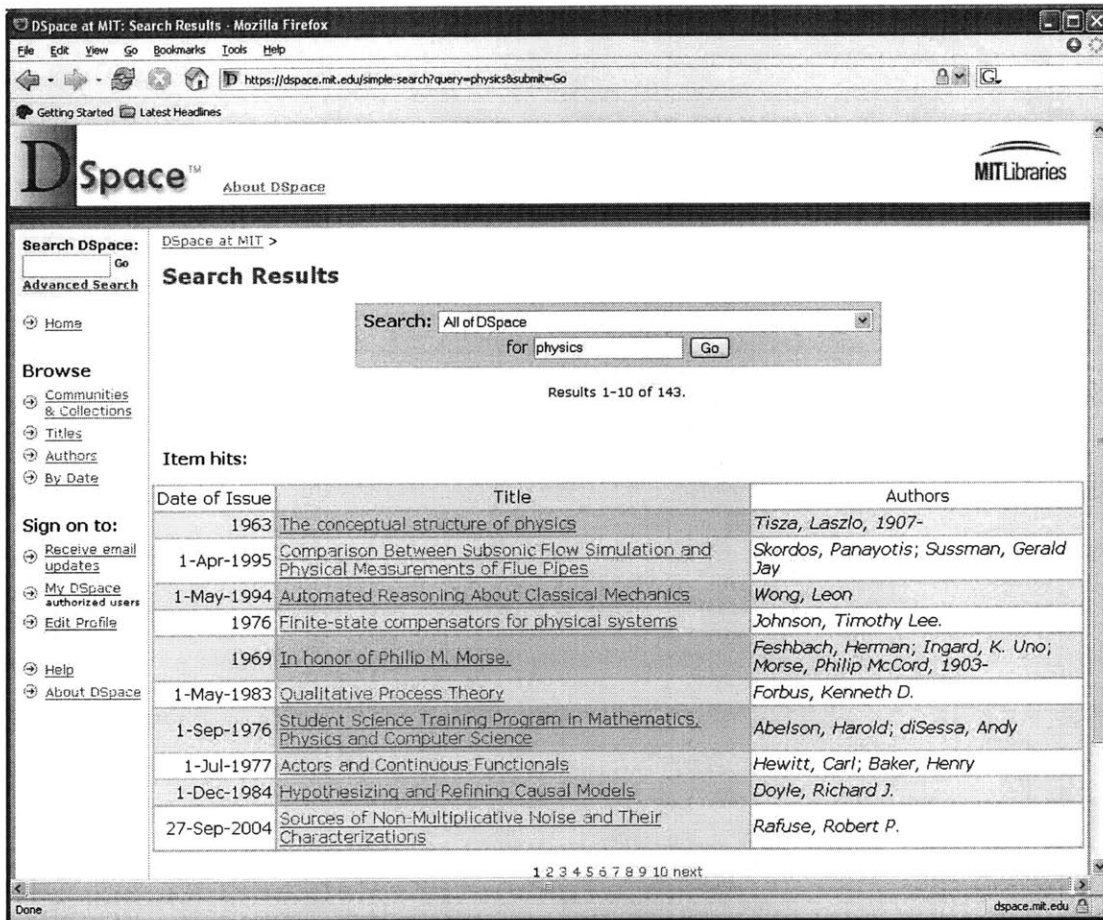 DSpace at MIT: Search Results - Mozilla Firefox
File Edit View Go Bookmarks Tools Help
https://dspace.mit.edu/simple-search?query=physics&submit=Go
G
Getting Started Latest Headlines
DSpace™ About DSpace
MITLibraries
Search DSpace:
Go
Advanced Search
Home
Browse
Communities
& Collections
Titles
Authors
By Date
Sign on to:
Receive email
updates
My DSpace
authorized users
Edit Profile
Help
About DSpace
DSpace at MIT >
Search Results
Search: All of DSpace
for physics Go
Results 1-10 of 143.
Item hits:
Date of Issue Title Authors
1963 The conceptual structure of physics Tisza, Laszlo, 1907-
1-Apr-1995 Comparison Between Subsonic Flow Simulation and Skordos, Panayotis; Sussman, Gerald
Physical Measurements of Flue Pipes Jay
1-May-1994 Automated Reasoning About Classical Mechanics Wong, Leon
1976 Finite-state compensators for physical systems Johnson, Timothy Lee.
1969 In honor of Philip M. Morse. Feshbach, Herman; Ingard, K. Uno;
Morse, Philip McCord, 1903-
1-May-1983 Qualitative Process Theory Forbus, Kenneth D.
1-Sep-1976 Student Science Training Program in Mathematics, Abelson, Harold; diSessa, Andy
Physics and Computer Science
1-Jul-1977 Actors and Continuous Functionals Hewitt, Carl; Baker, Henry
1-Dec-1984 Hypothesizing and Refining Causal Models Doyle, Richard J.
27-Sep-2004 Sources of Non-Multiplicative Noise and Their Rafuse, Robert P.
Characterizations
1 2 3 4 5 6 7 8 9 10 next
Done
dspace.mit.edu